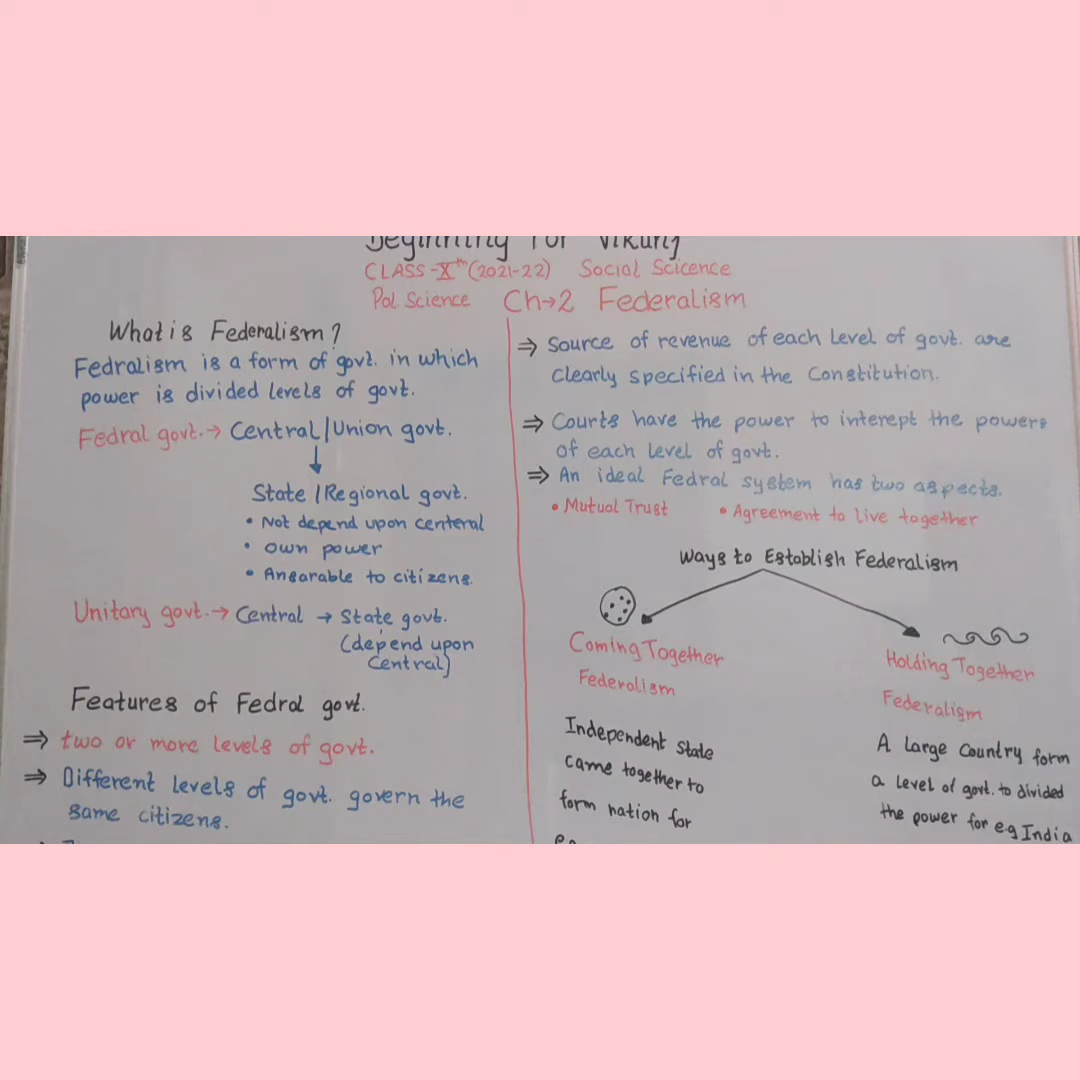 Beginning For
CLASS-Xth (2021-22) Social Scicence
Pol Science Ch→2 Federalism
What is Federalism?
Fedralism is a form of govt. in which
power is divided levels of govt.
Fedral govt.→ Central/Union govt.
↓
State/Regional govt.
• Not depend upon centeral
• own power
• Ansarable to citizens.
Unitary govt.→ Central → State govt.
(depend upon
Central)
Features of Fedral govt.
⇒ two or more levels of govt.
⇒ Different levels of govt. govern the
same citizens.
⇒ Source of revenue of each Level of govt. are
clearly specified in the Constitution.
⇒ Courts have the power to interept the powers
of each level of govt.
⇒ An ideal Fedral system has two aspects.
• Mutual Trust • Agreement to Live together
Ways to Establish Federalism
Coming Together
Federalism
Independent state
came together to
form nation for
Holding Together
Federalism
A Large Country form
a Level of govt. to divided
the power for e.g India